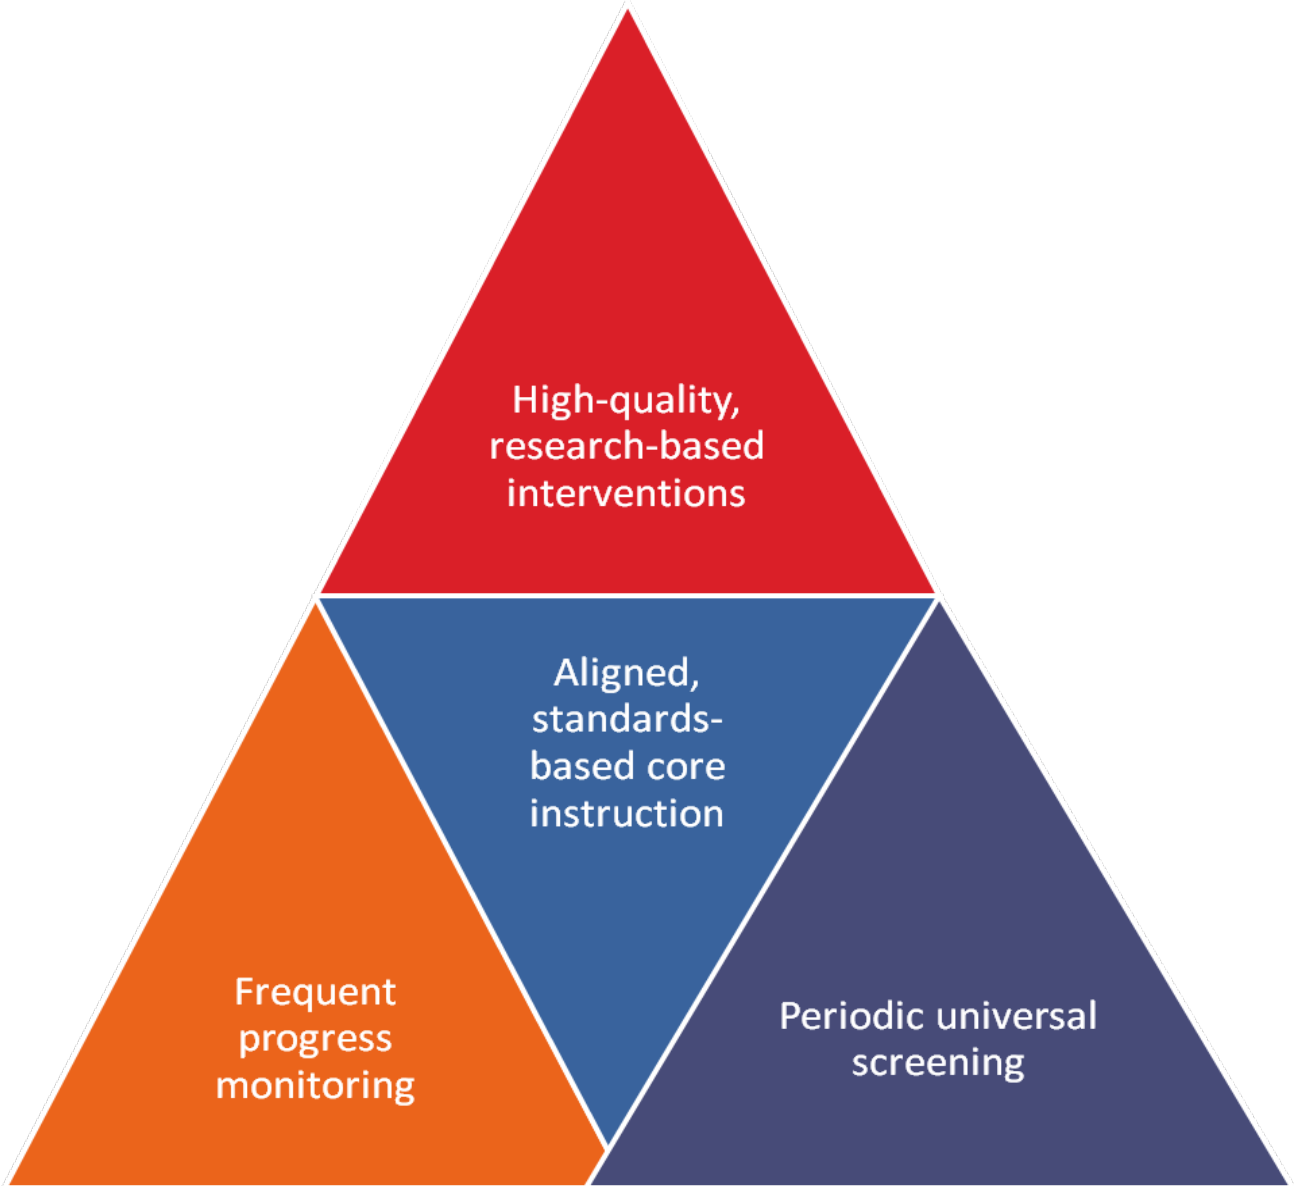 High-quality,
research-based
interventions
Aligned,
standards-
based core
instruction
Frequent
progress
monitoring
Periodic universal
screening